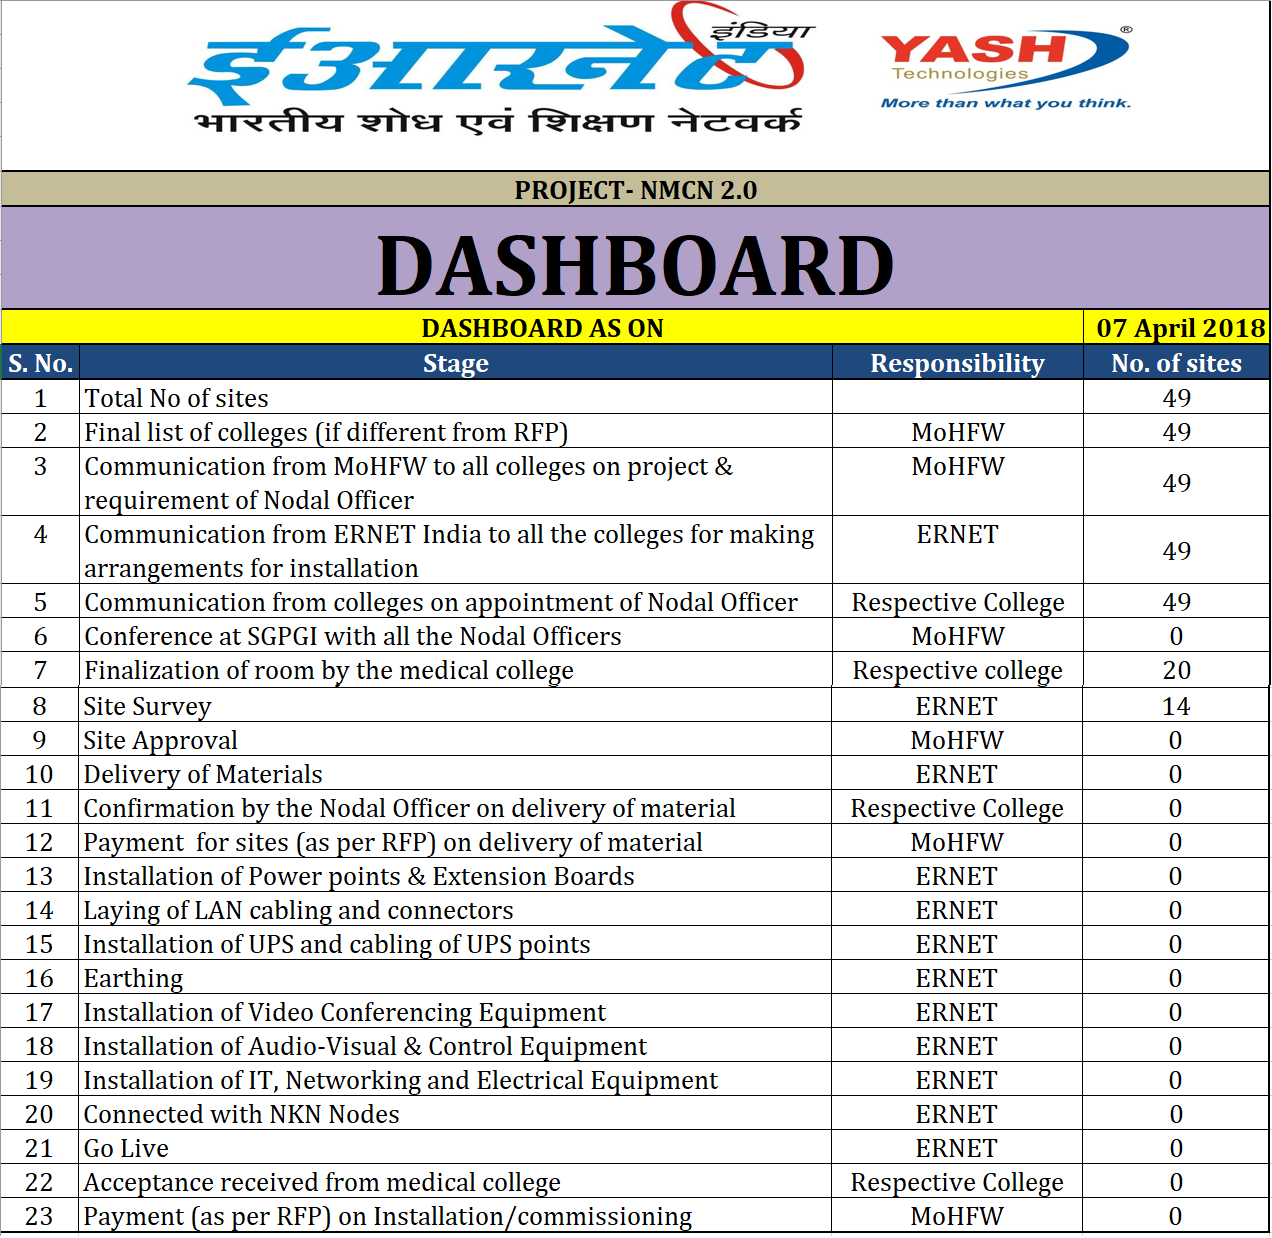 ईआरनेट इंडिया
भारतीय शोध एवं शिक्षण नेटवर्क
YASH ®
Technologies
More than what you think.
PROJECT- NMCN 2.0
DASHBOARD
DASHBOARD AS ON 07 April 2018
S. No. Stage Responsibility No. of sites
1 Total No of sites 49
2 Final list of colleges (if different from RFP) MoHFW 49
3 Communication from MoHFW to all colleges on project & MoHFW
requirement of Nodal Officer 49
4 Communication from ERNET India to all the colleges for making ERNET
arrangements for installation 49
5 Communication from colleges on appointment of Nodal Officer Respective College 49
6 Conference at SGPGI with all the Nodal Officers MoHFW 0
7 Finalization of room by the medical college Respective college 20
8 Site Survey ERNET 14
9 Site Approval MoHFW 0
10 Delivery of Materials ERNET 0
11 Confirmation by the Nodal Officer on delivery of material Respective College 0
12 Payment  for sites (as per RFP) on delivery of material MoHFW 0
13 Installation of Power points & Extension Boards ERNET 0
14 Laying of LAN cabling and connectors ERNET 0
15 Installation of UPS and cabling of UPS points ERNET 0
16 Earthing ERNET 0
17 Installation of Video Conferencing Equipment ERNET 0
18 Installation of Audio-Visual & Control Equipment ERNET 0
19 Installation of IT, Networking and Electrical Equipment ERNET 0
20 Connected with NKN Nodes ERNET 0
21 Go Live ERNET 0
22 Acceptance received from medical college Respective College 0
23 Payment (as per RFP) on Installation/commissioning MoHFW 0